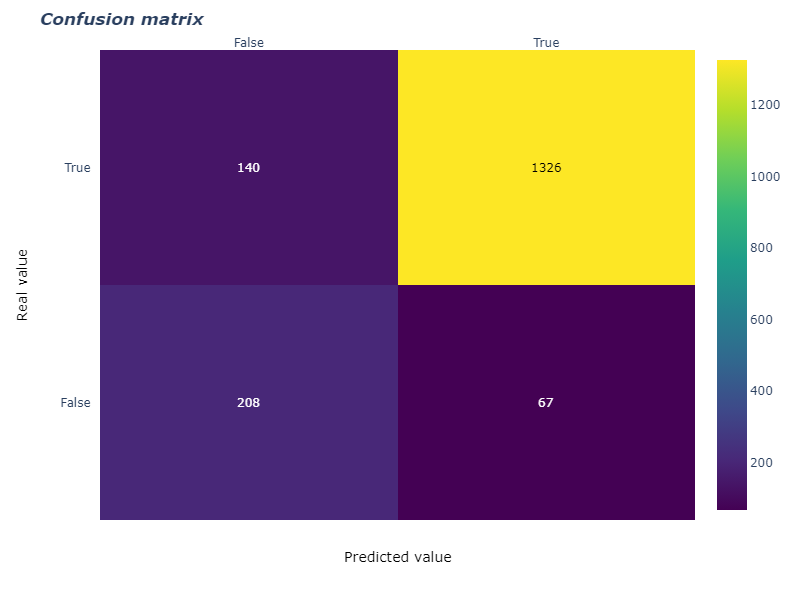 Confusion matrix
False True
True 140 1326
False 208 67
Real value
Predicted value
1200
1000
800
600
400
200